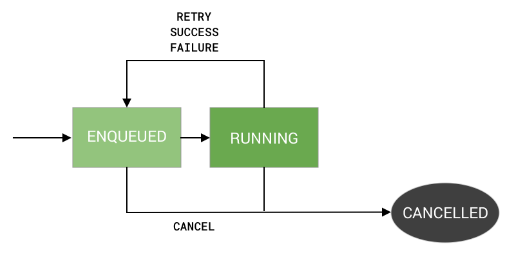 RETRY
SUCCESS
FAILURE
ENQUEUED
RUNNING
CANCEL
CANCELLED